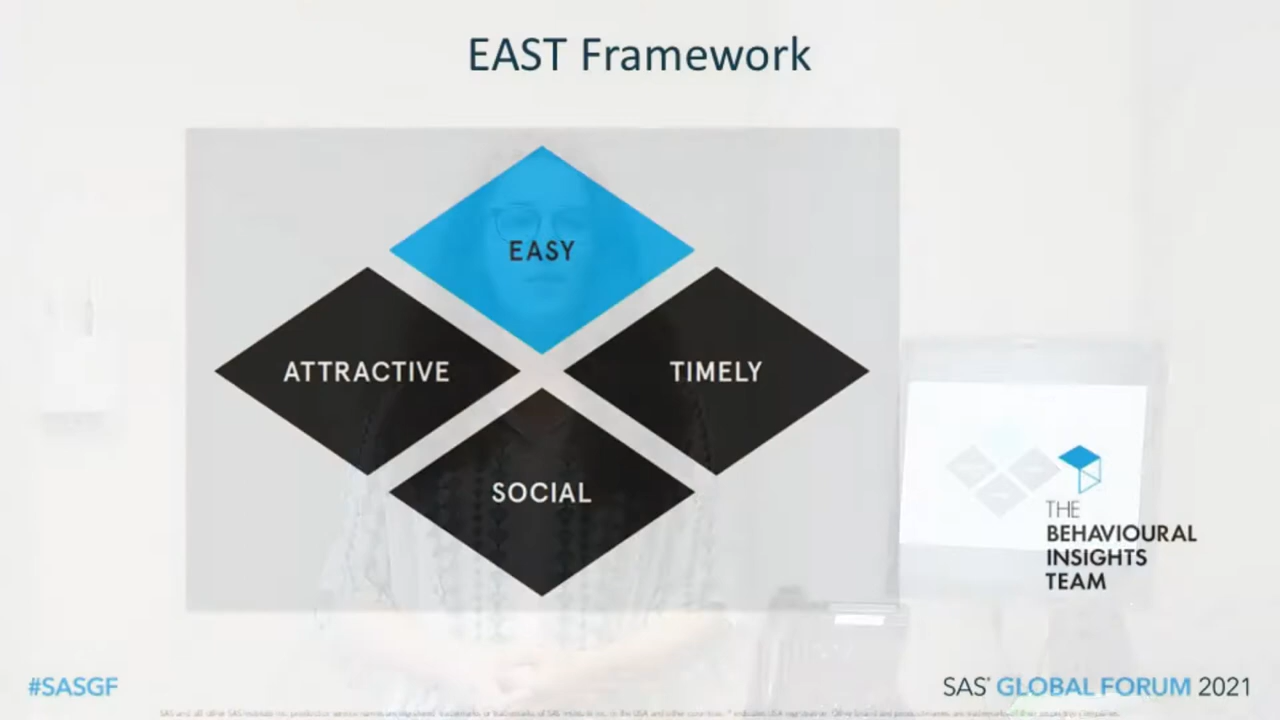 EAST Framework
EASY
ATTRACTIVE
TIMELY
SOCIAL
THE
BEHAVIOURAL
INSIGHTS
TEAM
#SASGF
SAS® GLOBAL FORUM 2021